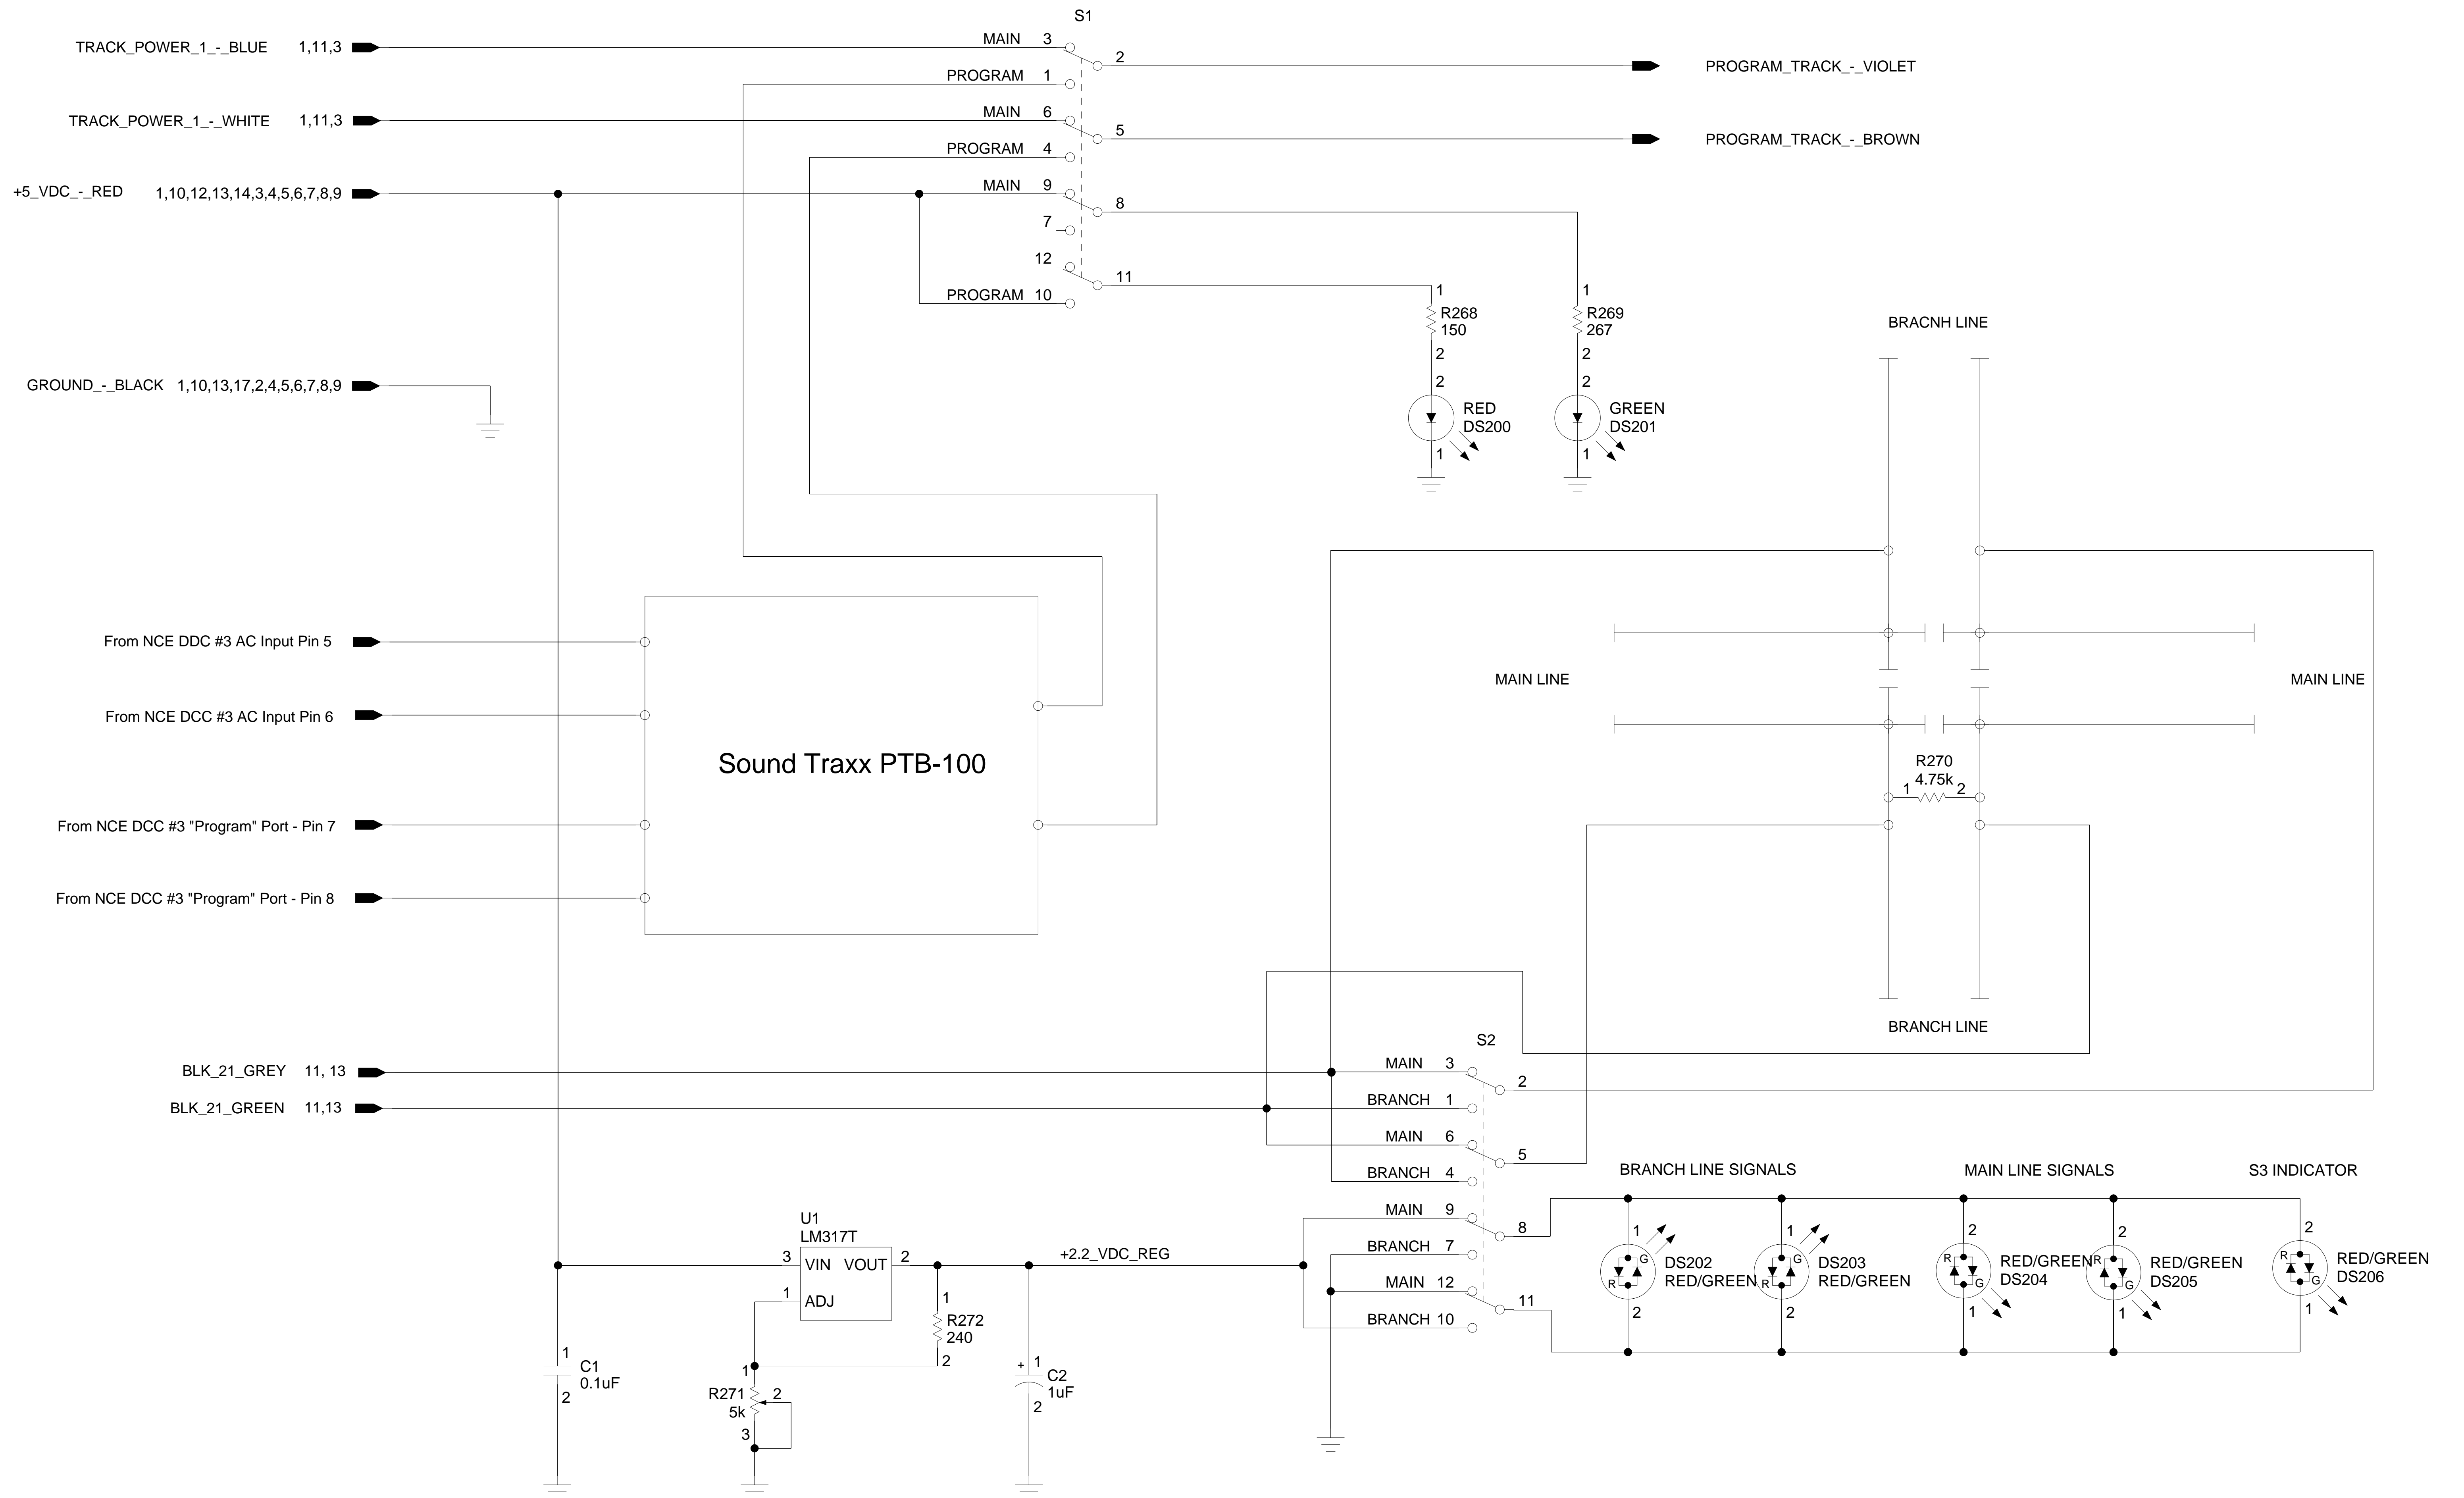 S1
TRACK_POWER_1_-_BLUE 1,11,3
MAIN 3
2
PROGRAM_TRACK_-_VIOLET
PROGRAM 1
TRACK_POWER_1_-_WHITE 1,11,3
MAIN 6
5
PROGRAM_TRACK_-_BROWN
PROGRAM 4
+5_VDC_-_RED 1,10,12,13,14,3,4,5,6,7,8,9
MAIN 9
8
7
12
11
PROGRAM 10
1
R268
150
2
2
RED
DS200
1
1
R269
267
2
2
GREEN
DS201
1
GROUND_-_BLACK 1,10,13,17,2,4,5,6,7,8,9
BRACNH LINE
MAIN LINE
MAIN LINE
R270
4.75k
1 2
BRANCH LINE
From NCE DDC #3 AC Input Pin 5
From NCE DCC #3 AC Input Pin 6
Sound Traxx PTB-100
From NCE DCC #3 "Program" Port - Pin 7
From NCE DCC #3 "Program" Port - Pin 8
S2
BLK_21_GREY 11, 13
MAIN 3
2
BLK_21_GREEN 11,13
BRANCH 1
MAIN 6
5
BRANCH 4
MAIN 9
8
BRANCH 7
MAIN 12
11
BRANCH 10
BRANCH LINE SIGNALS
MAIN LINE SIGNALS
S3 INDICATOR
1
G
R
DS202
RED/GREEN
2
1
G
R
DS203
RED/GREEN
2
2
R
G
RED/GREEN
DS204
1
2
R
G
RED/GREEN
DS205
1
2
R
G
RED/GREEN
DS206
1
U1
LM317T
3 VIN VOUT 2
1 ADJ
+2.2_VDC_REG
1
R272
240
2
1
C1
0.1uF
2
1
R271
5k
2
3
+ 1
C2
1uF
2